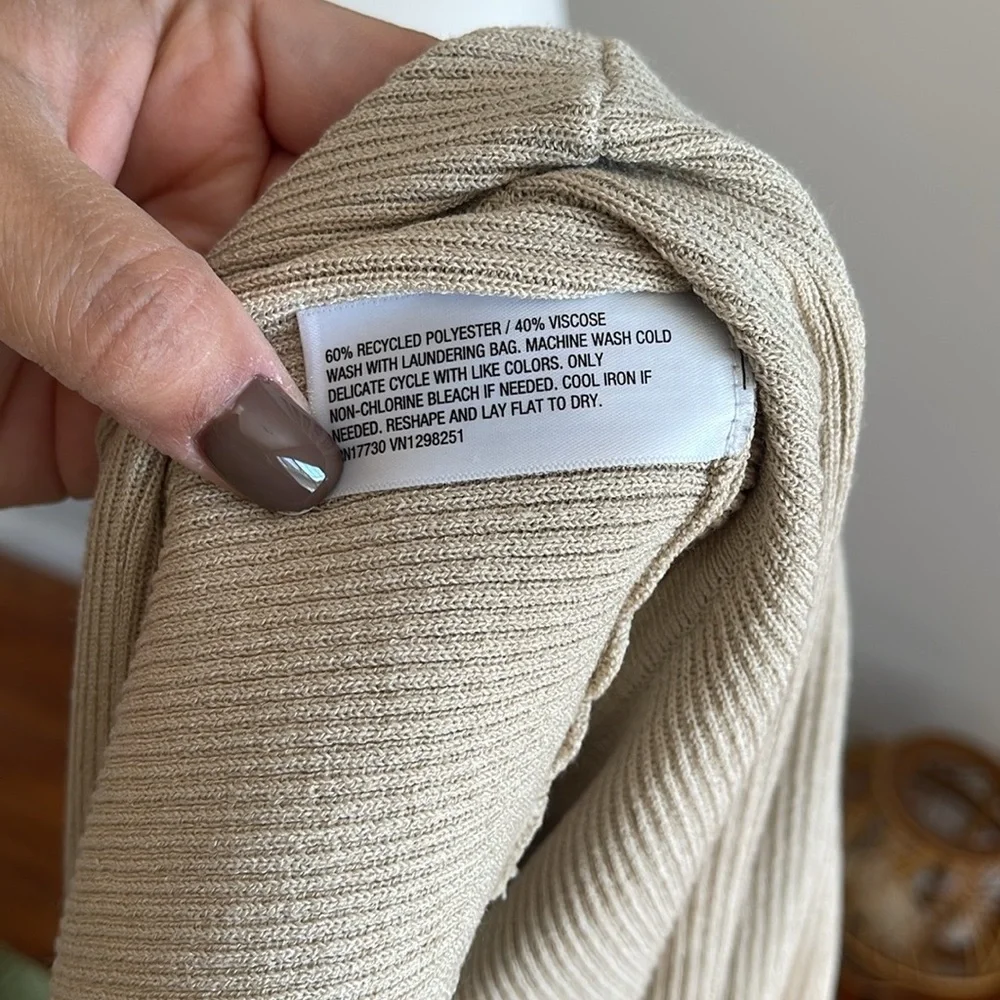 60% RECYCLED POLYESTER / 40% VISCOSE
WASH WITH LAUNDERING BAG. MACHINE WASH COLD
DELICATE CYCLE WITH LIKE COLORS. ONLY
NON-CHLORINE BLEACH IF NEEDED. COOL IRON IF
NEEDED. RESHAPE AND LAY FLAT TO DRY.
VN1298251